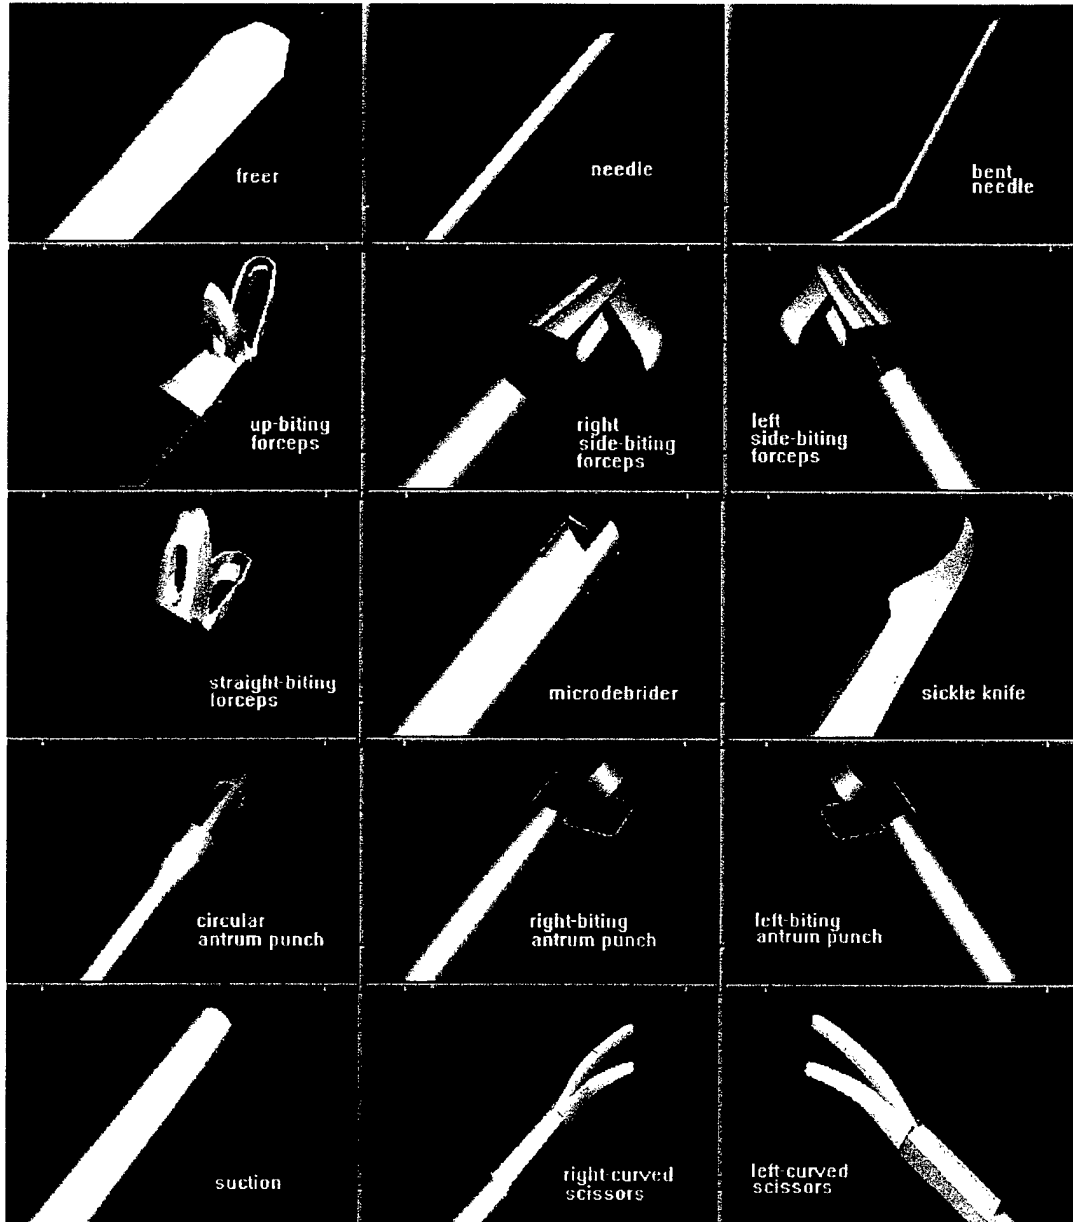 freer
needle
bent
needle
up-biting
forceps
right
side-biting
forceps
left
side-biting
forceps
straight-biting
forceps
microdebrider
sickle knife
circular
antrum punch
right-biting
antrum punch
left-biting
antrum punch
suction
right-curved
scissors
left-curved
scissors